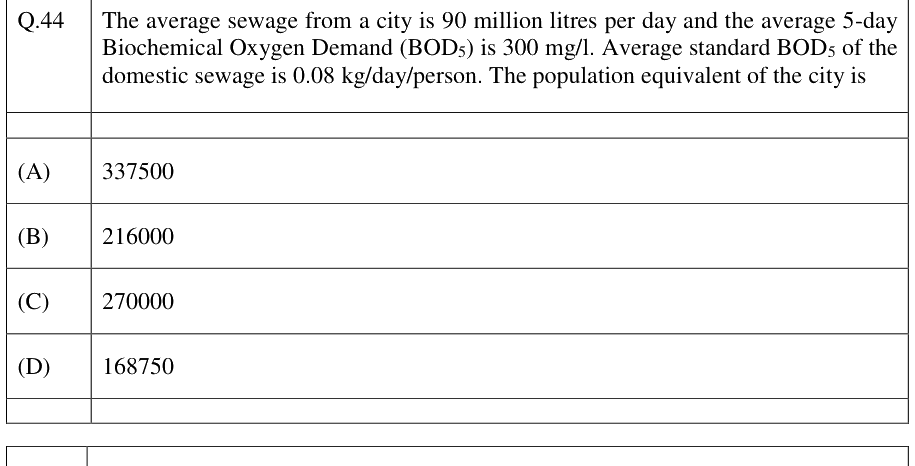 Q.44 The average sewage from a city is 90 million litres per day and the average 5-day
Biochemical Oxygen Demand (BOD₅) is 300 mg/l. Average standard BOD₅ of the
domestic sewage is 0.08 kg/day/person. The population equivalent of the city is
(A) 337500
(B) 216000
(C) 270000
(D) 168750